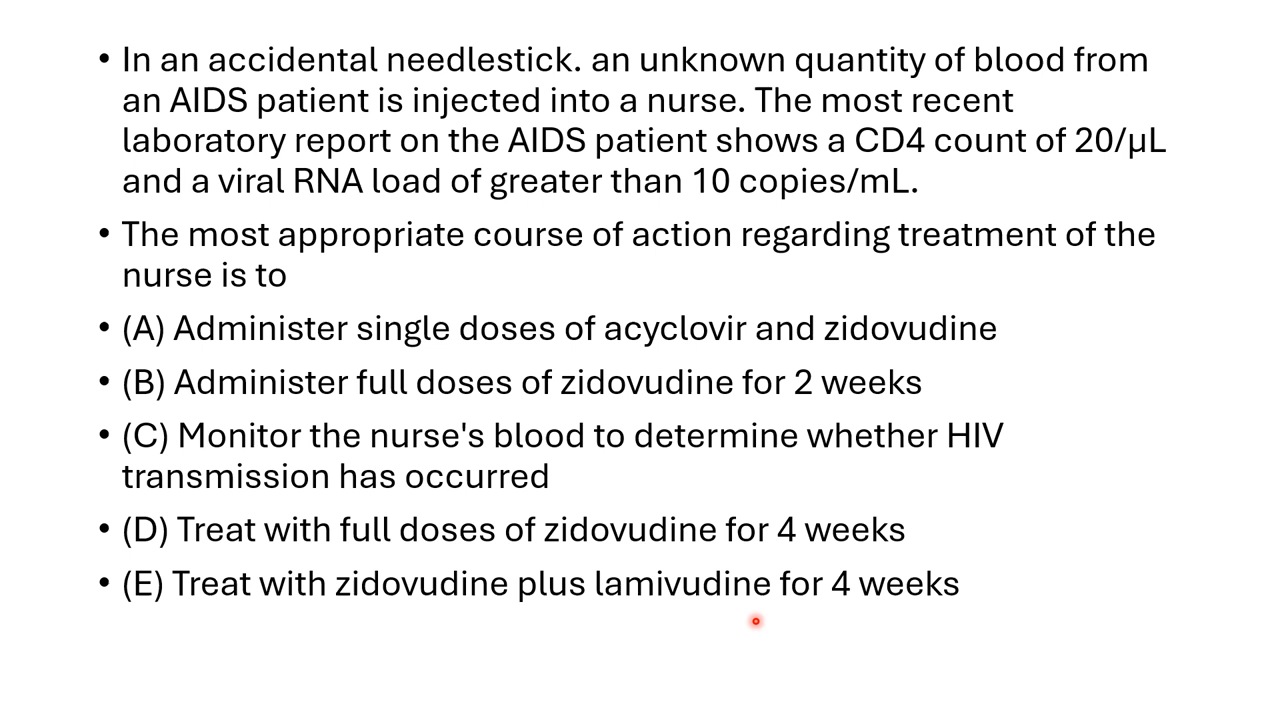 • In an accidental needlestick. an unknown quantity of blood from
an AIDS patient is injected into a nurse. The most recent
laboratory report on the AIDS patient shows a CD4 count of 20/µL
and a viral RNA load of greater than 10 copies/mL.
• The most appropriate course of action regarding treatment of the
nurse is to
• (A) Administer single doses of acyclovir and zidovudine
• (B) Administer full doses of zidovudine for 2 weeks
• (C) Monitor the nurse's blood to determine whether HIV
transmission has occurred
• (D) Treat with full doses of zidovudine for 4 weeks
• (E) Treat with zidovudine plus lamivudine for 4 weeks